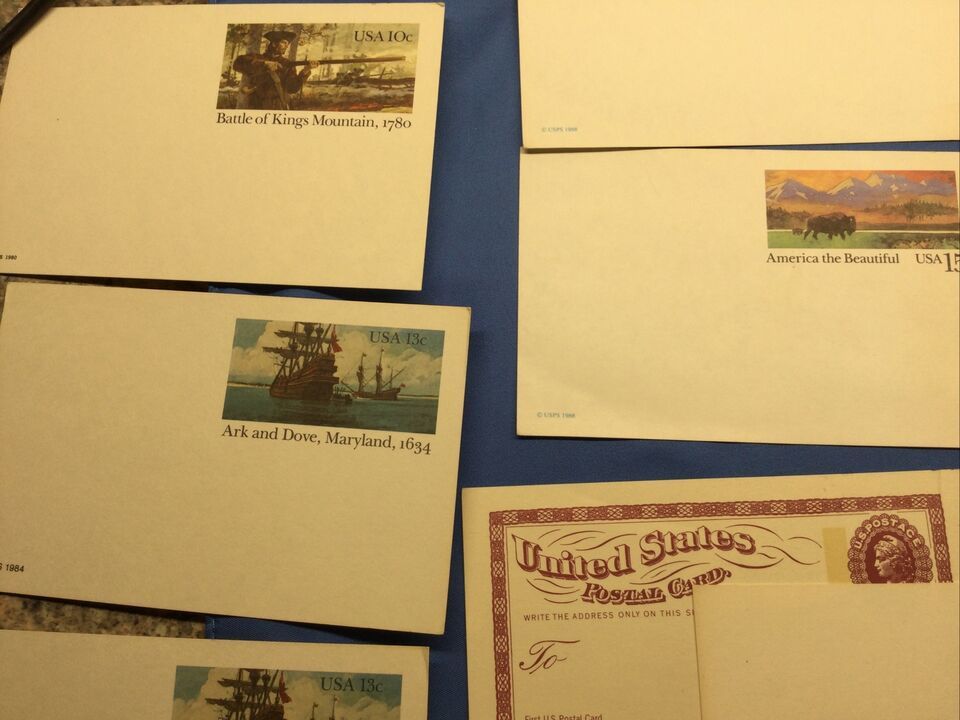 USA 10c
Battle of Kings Mountain, 1780
S 1980
USA 13c
Ark and Dove, Maryland, 1634
S 1984
USA 13c
© USPS 1988
America the Beautiful USA 15
© USPS 1988
United States
POSTAL CARD
WRITE THE ADDRESS ONLY ON THIS SI
U.S. POSTAGE
To
First U.S. Postal Card